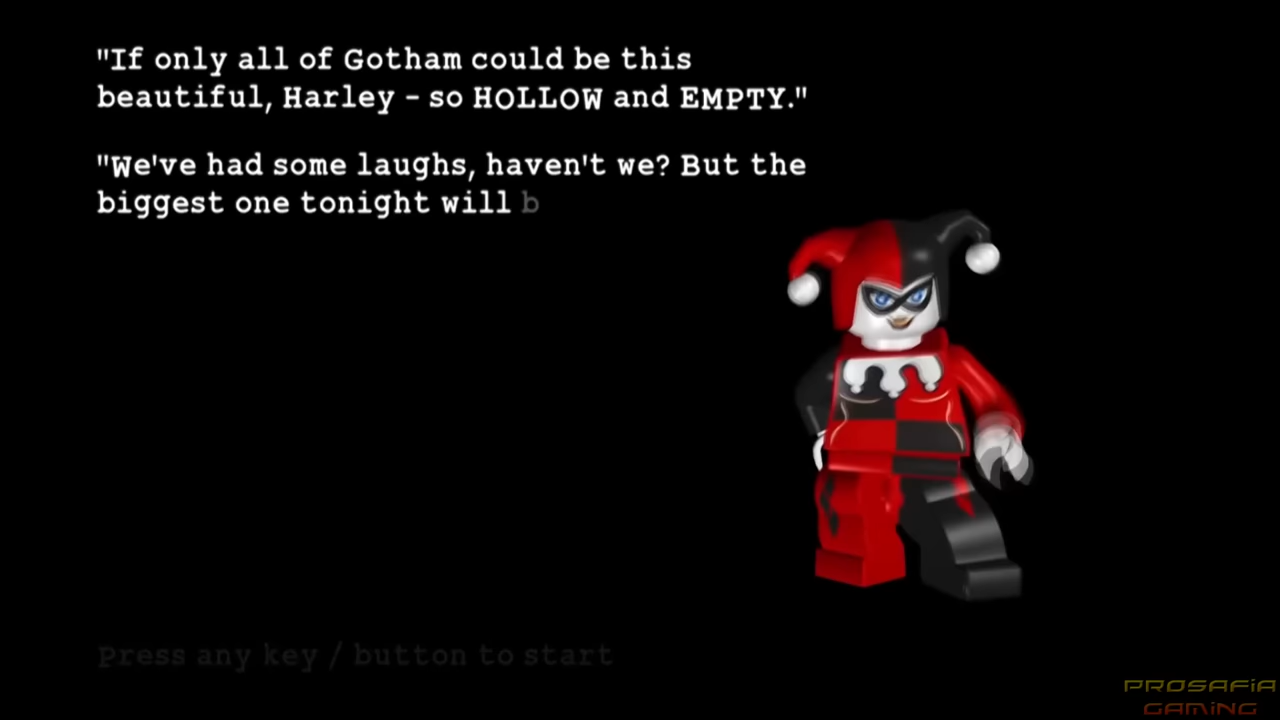 "If only all of Gotham could be this
beautiful, Harley - so HOLLOW and EMPTY."
"We've had some laughs, haven't we? But the
biggest one tonight will b
Press any key / button to start
PROSAFiA
GAMiNG